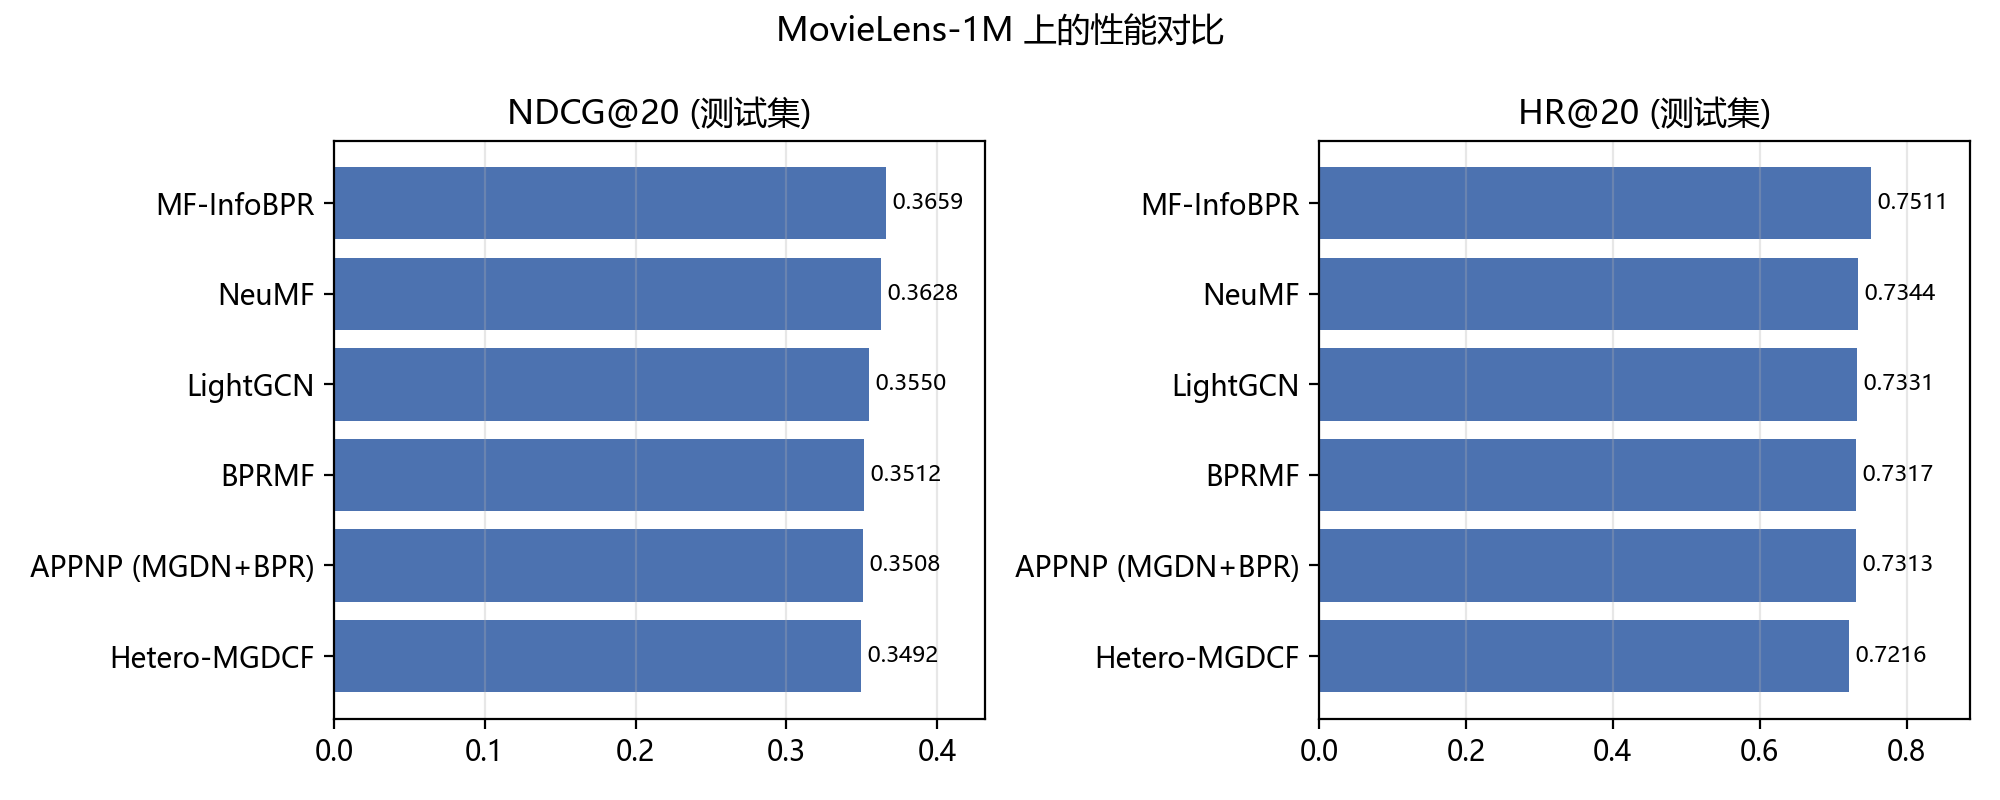 MovieLens-1M 上的性能对比
NDCG@20 (测试集)
MF-InfoBPR 0.3659
NeuMF 0.3628
LightGCN 0.3550
BPRMF 0.3512
APPNP (MGDN+BPR) 0.3508
Hetero-MGDCF 0.3492
0.0 0.1 0.2 0.3 0.4
HR@20 (测试集)
MF-InfoBPR 0.7511
NeuMF 0.7344
LightGCN 0.7331
BPRMF 0.7317
APPNP (MGDN+BPR) 0.7313
Hetero-MGDCF 0.7216
0.0 0.2 0.4 0.6 0.8